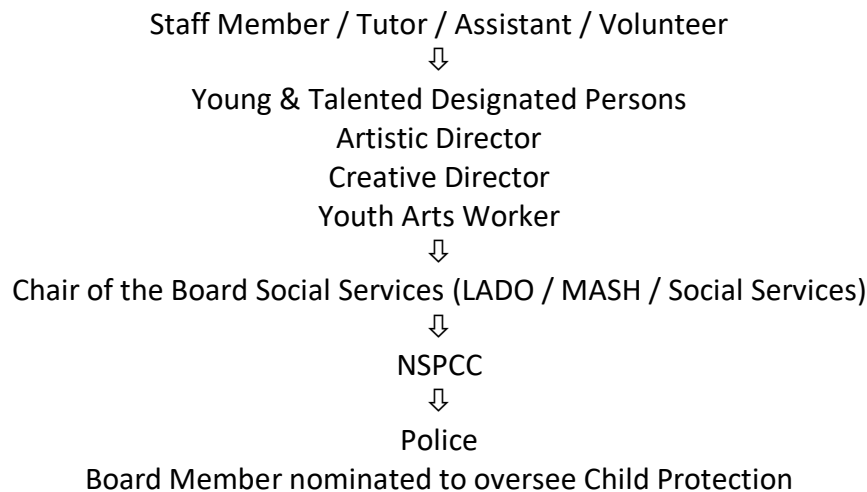 Staff Member / Tutor / Assistant / Volunteer
⇩
Young & Talented Designated Persons
Artistic Director
Creative Director
Youth Arts Worker
⇩
Chair of the Board Social Services (LADO / MASH / Social Services)
⇩
NSPCC
⇩
Police
Board Member nominated to oversee Child Protection